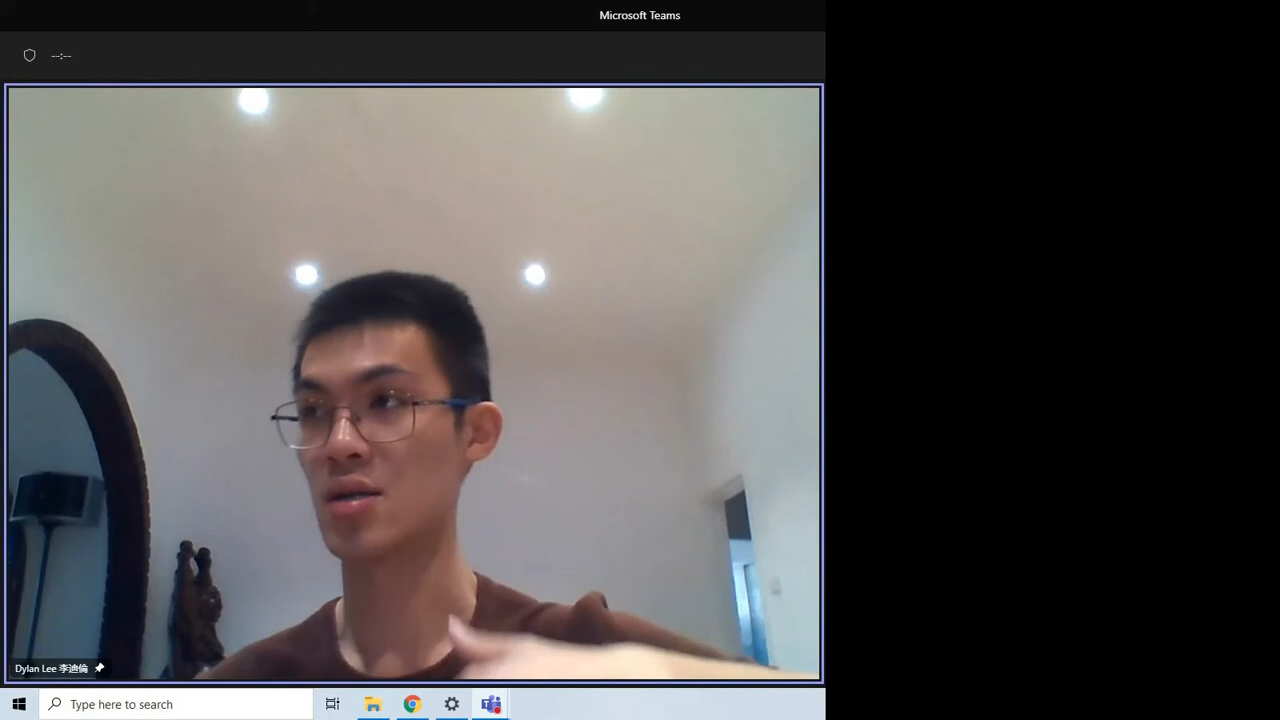 Microsoft Teams
--:--
Dylan Lee 李迪倫
Type here to search